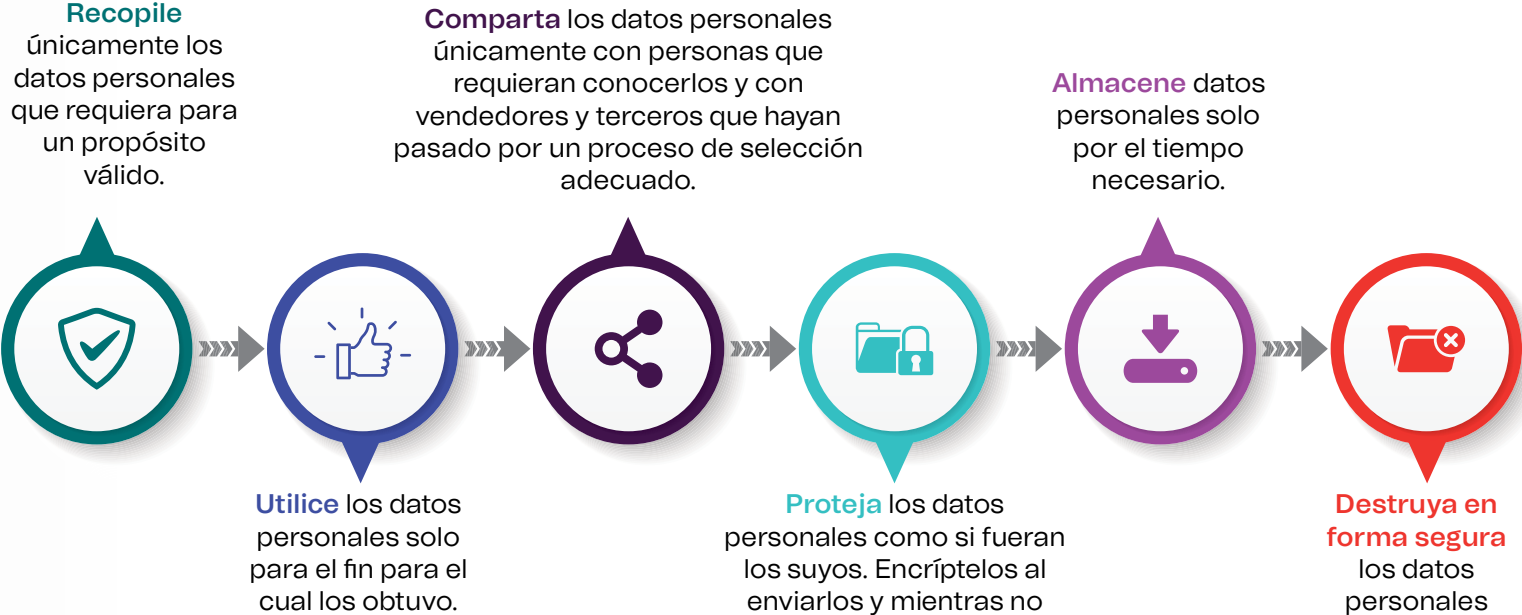 Recopile
únicamente los
datos personales
que requiera para
un propósito
válido.
Utilice los datos
personales solo
para el fin para el
cual los obtuvo.
Comparta los datos personales
únicamente con personas que
requieran conocerlos y con
vendedores y terceros que hayan
pasado por un proceso de selección
adecuado.
Proteja los datos
personales como si fueran
los suyos. Encríptelos al
enviarlos y mientras no
Almacene datos
personales solo
por el tiempo
necesario.
Destruya en
forma segura
los datos
personales